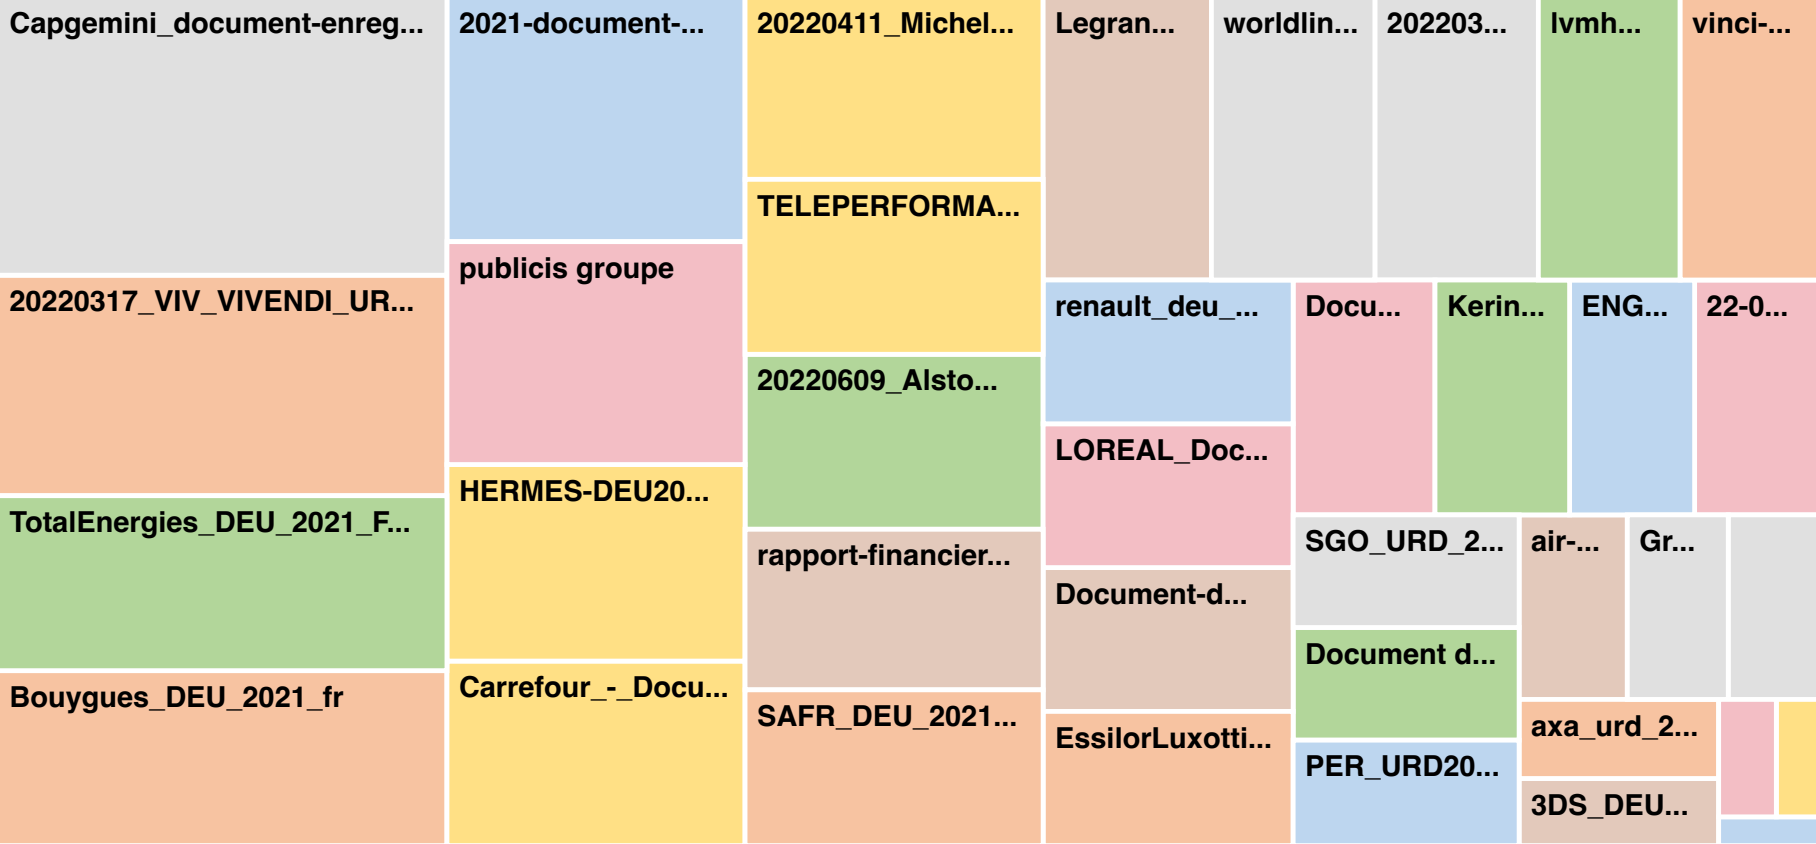 Capgemini_document-enreg...
20220317_VIV_VIVENDI_UR...
TotalEnergies_DEU_2021_F...
Bouygues_DEU_2021_fr
2021-document-...
publicis groupe
HERMES-DEU20...
Carrefour_-_Docu...
20220411_Michel...
TELEPERFORMA...
20220609_Alsto...
rapport-financier...
SAFR_DEU_2021...
Legran...
worldlin...
202203...
lvmh...
vinci-...
renault_deu_...
LOREAL_Doc...
Document-d...
EssilorLuxotti...
Docu...
Kerin...
ENG...
22-0...
SGO_URD_2...
Document d...
PER_URD20...
air-...
Gr...
axa_urd_2...
3DS_DEU...